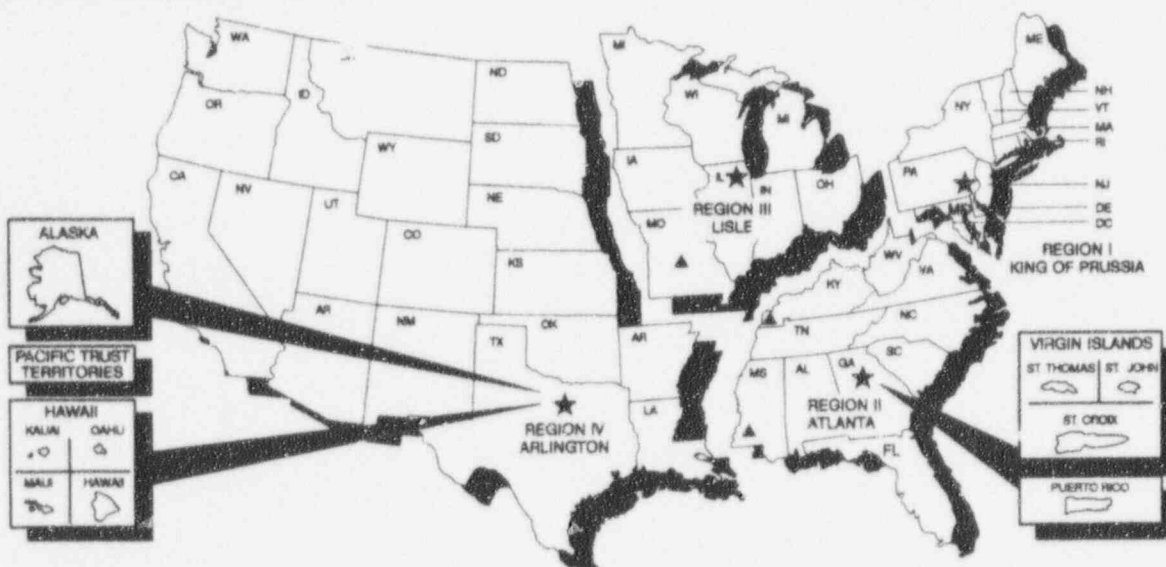 WA
MI
ME
ND
OR
ID
WI
NY
NH
VT
MA
RI
SD
MI
WY
IA
CA
NV
UT
NE
IL
IN
OH
PA
NJ
DE
DC
MD
REGION III
LISLE
MO
CO
KS
REGION I
KING OF PRUSSIA
ALASKA
WV
VA
KY
NC
TN
AR
NM
OK
TX
AR
SC
MS
AL
GA
PACIFIC TRUST
TERRITORIES
VIRGIN ISLANDS
ST THOMAS
ST JOHN
LA
REGION II
ATLANTA
HAWAII
KAUAI
OAHU
REGION IV
ARLINGTON
ST CROIX
FL
MAUI
HAWAII
PUERTO RICO